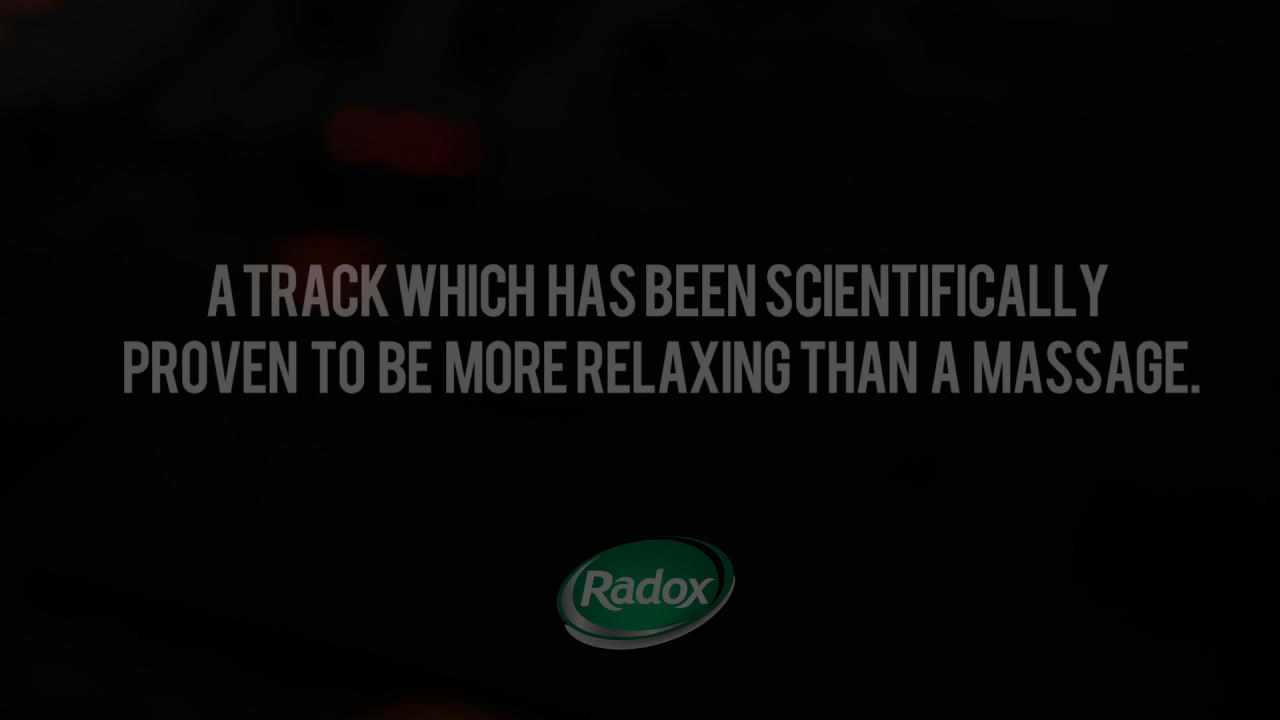 A TRACK WHICH HAS BEEN SCIENTIFICALLY
PROVEN TO BE MORE RELAXING THAN A MASSAGE.
Radox